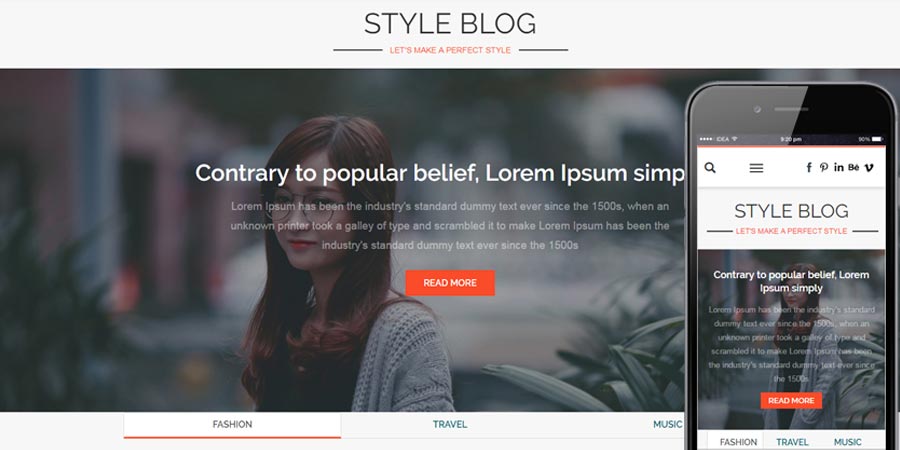 STYLE BLOG
LET'S MAKE A PERFECT STYLE
Contrary to popular belief, Lorem Ipsum simp
Lorem Ipsum has been the industry's standard dummy text ever since the 1500s, when an
unknown printer took a galley of type and scrambled it to make Lorem Ipsum has been the
industry's standard dummy text ever since the 1500s
READ MORE
FASHION TRAVEL MUSIC
IDEA 9:20 pm 90%
f in Bē
STYLE BLOG
LET'S MAKE A PERFECT STYLE
Contrary to popular belief, Lorem
Ipsum simply
Lorem Ipsum has been the industry's standard
dummy text ever since the 1500s, when an
unknown printer took a galley of type and
scrambled it to make Lorem Ipsum has been
the industry's standard dummy text ever since
the 1500s
READ MORE
FASHION TRAVEL MUSIC